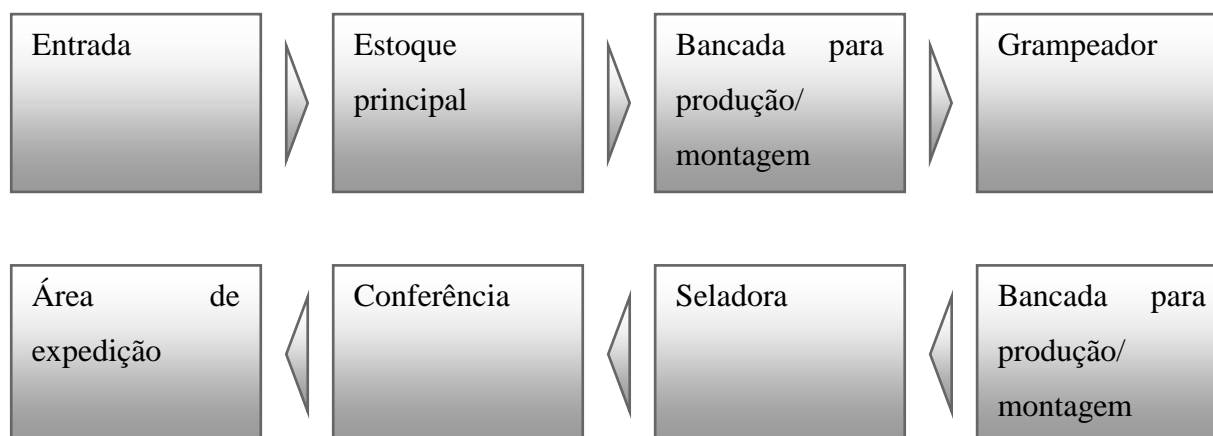 Entrada
Estoque
principal
Bancada para
produção/
montagem
Grampeador
Área de
expedição
Conferência
Seladora
Bancada para
produção/
montagem